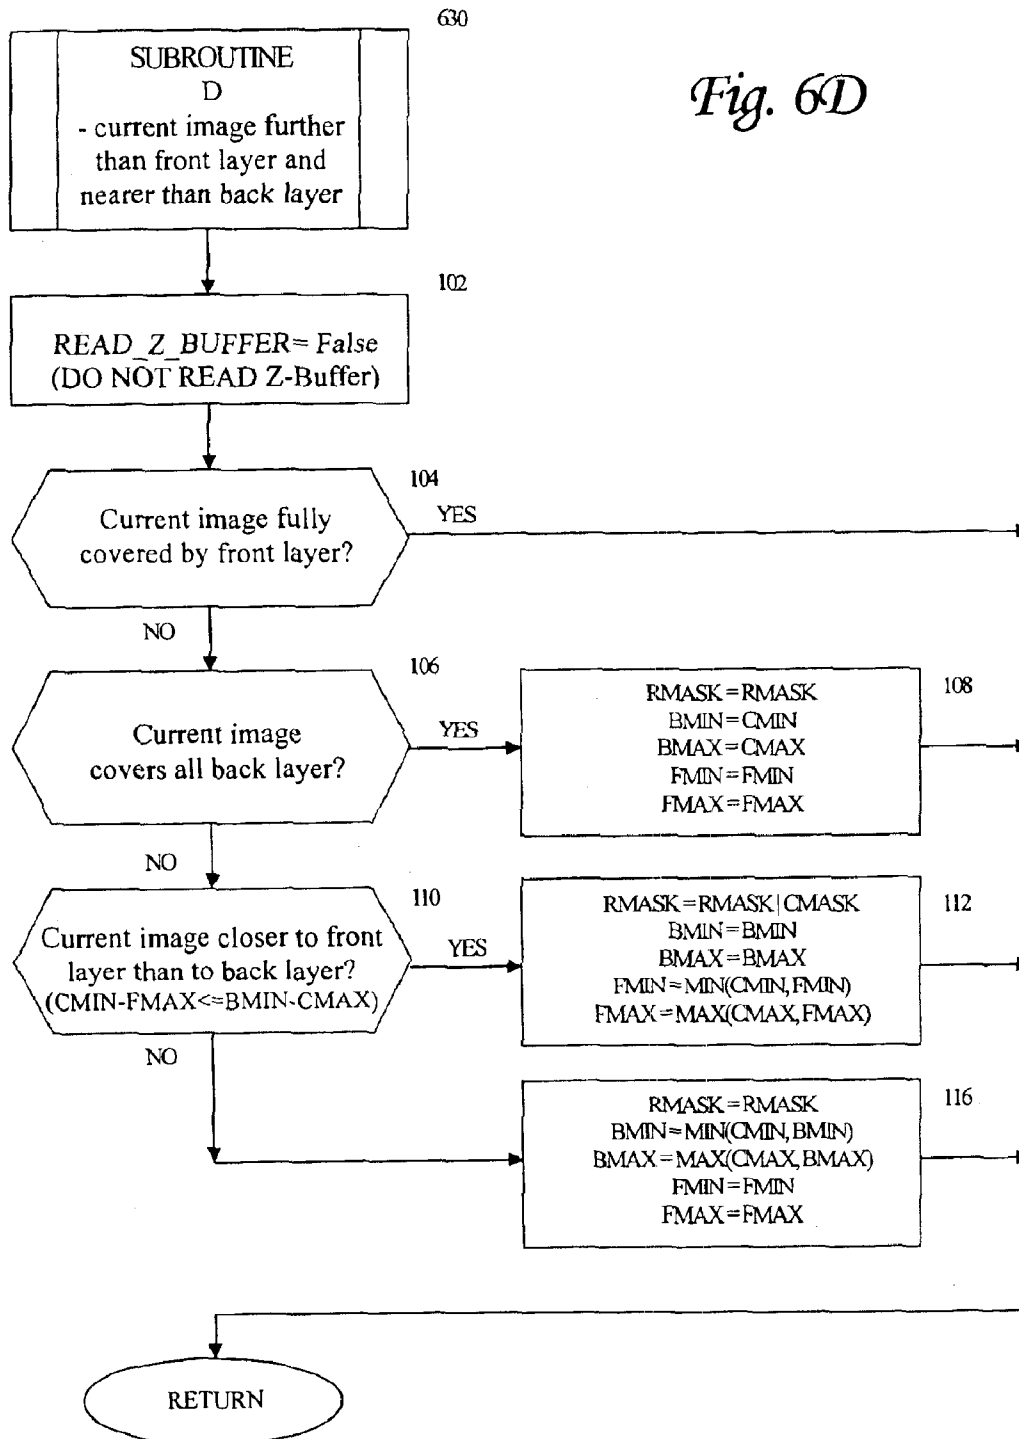 630
SUBROUTINE
D
- current image further
than front layer and
nearer than back layer
Fig. 6D
102
READ_Z_BUFFER= False
(DO NOT READ Z-Buffer)
104
Current image fully
covered by front layer?
YES
NO
106
Current image
covers all back layer?
YES
RMASK=RMASK
BMIN=CMIN
BMAX=CMAX
FMIN=FMIN
FMAX=FMAX
108
NO
110
Current image closer to front
layer than to back layer?
(CMIN-FMAX<=BMIN-CMAX)
YES
RMASK=RMASK|CMASK
BMIN=BMIN
BMAX=BMAX
FMIN=MIN(CMIN,FMIN)
FMAX=MAX(CMAX,FMAX)
112
NO
RMASK=RMASK
BMIN=MIN(CMIN,BMIN)
BMAX=MAX(CMAX,BMAX)
FMIN=FMIN
FMAX=FMAX
116
RETURN